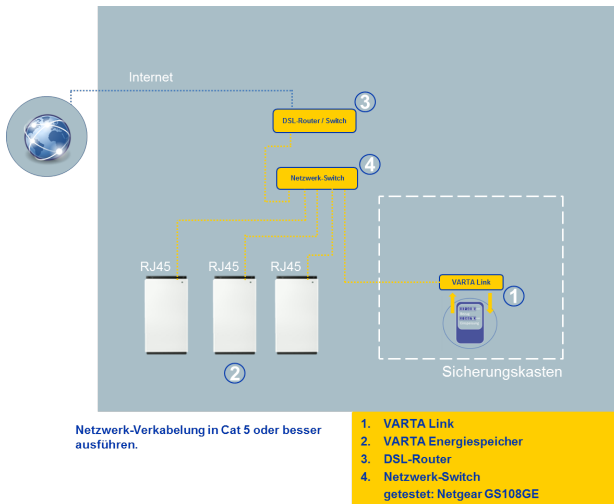 Internet
3
DSL-Router / Switch
4
Netzwerk-Switch
RJ45 RJ45 RJ45
VARTA Link
1
2
Sicherungskasten
Netzwerk-Verkabelung in Cat 5 oder besser
ausführen.
1. VARTA Link
2. VARTA Energiespeicher
3. DSL-Router
4. Netzwerk-Switch
getestet: Netgear GS108GE